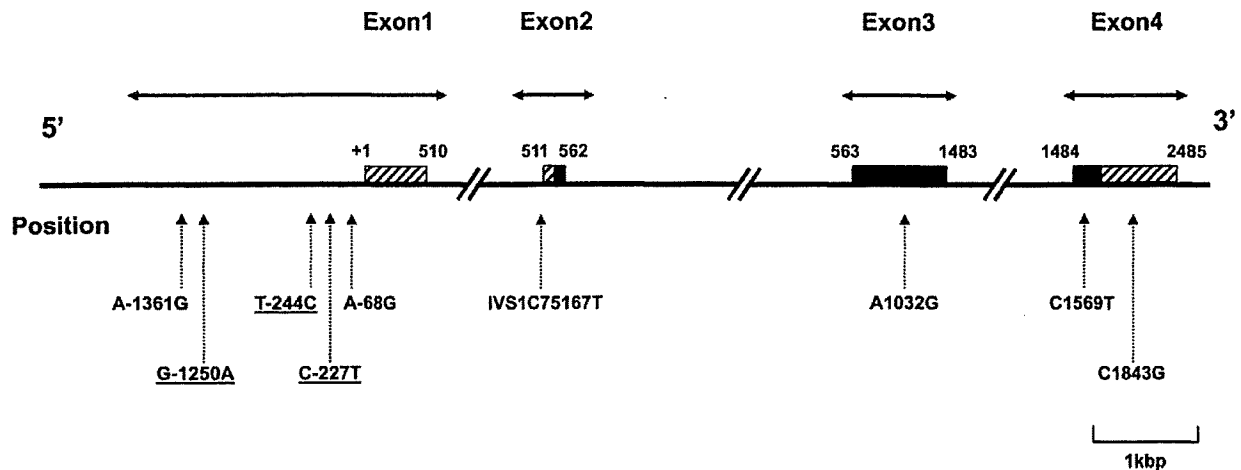 Exon1 Exon2 Exon3 Exon4
5' 3'
+1 510 511 562 563 1483 1484 2485
Position
A-1361G T-244C A-68G IVS1C75167T A1032G C1569T
G-1250A C-227T C1843G
1kbp